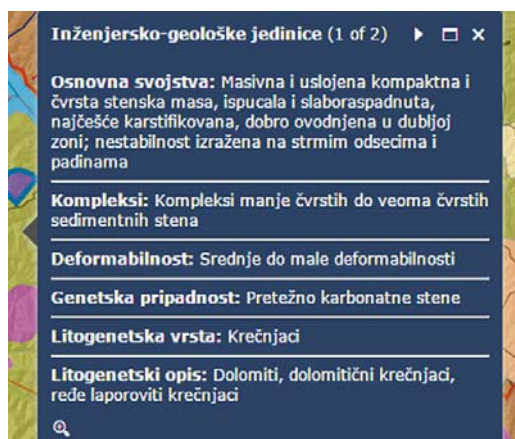 Inženjersko-geološke jedinice (1 of 2)
Osnovna svojstva: Masivna i uslojena kompaktna i
čvrsta stenska masa, ispucala i slaboraspadnuta,
najčešće karstifikovana, dobro ovodnjena u dubljoj
zoni; nestabilnost izražena na strmim odsecima i
padinama
Kompleksi: Kompleksi manje čvrstih do veoma čvrstih
sedimentnih stena
Deformabilnost: Srednje do male deformabilnosti
Genetska pripadnost: Pretežno karbonatne stene
Litogenetska vrsta: Krečnjaci
Litogenetski opis: Dolomiti, dolomitični krečnjaci,
ređe laporoviti krečnjaci